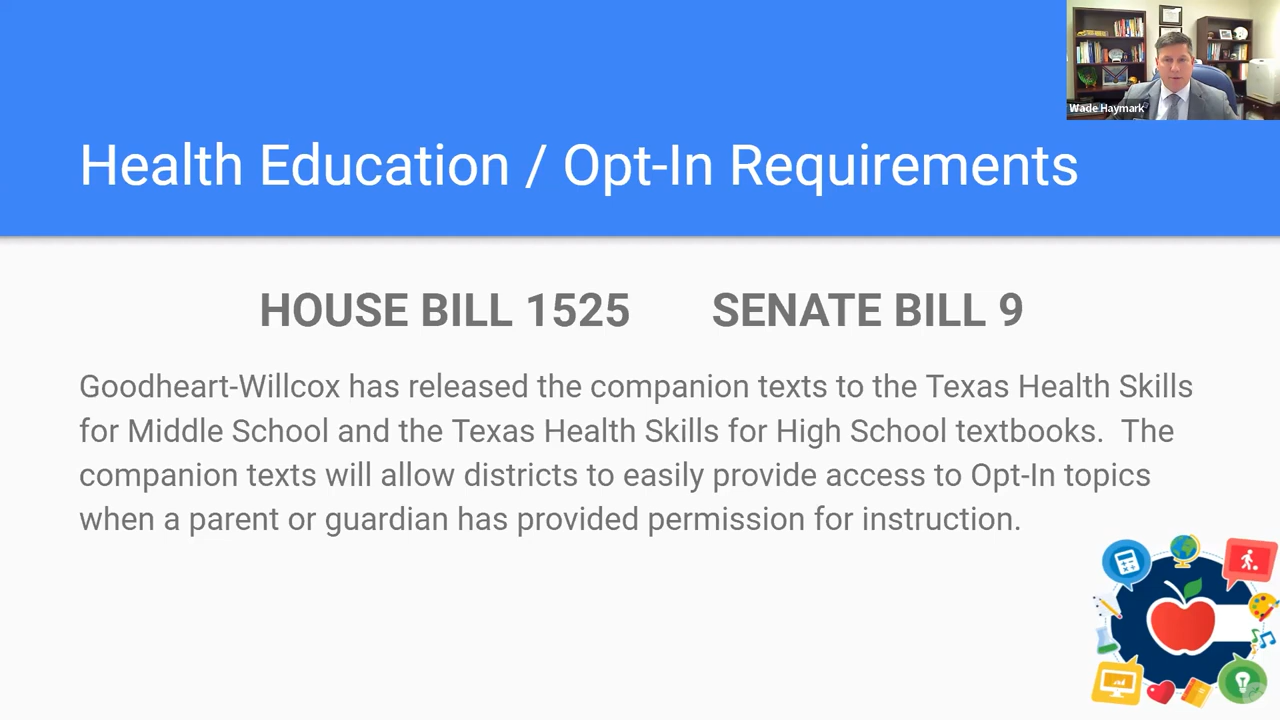 Wade Haymark
Health Education / Opt-In Requirements
HOUSE BILL 1525 SENATE BILL 9
Goodheart-Willcox has released the companion texts to the Texas Health Skills
for Middle School and the Texas Health Skills for High School textbooks. The
companion texts will allow districts to easily provide access to Opt-In topics
when a parent or guardian has provided permission for instruction.